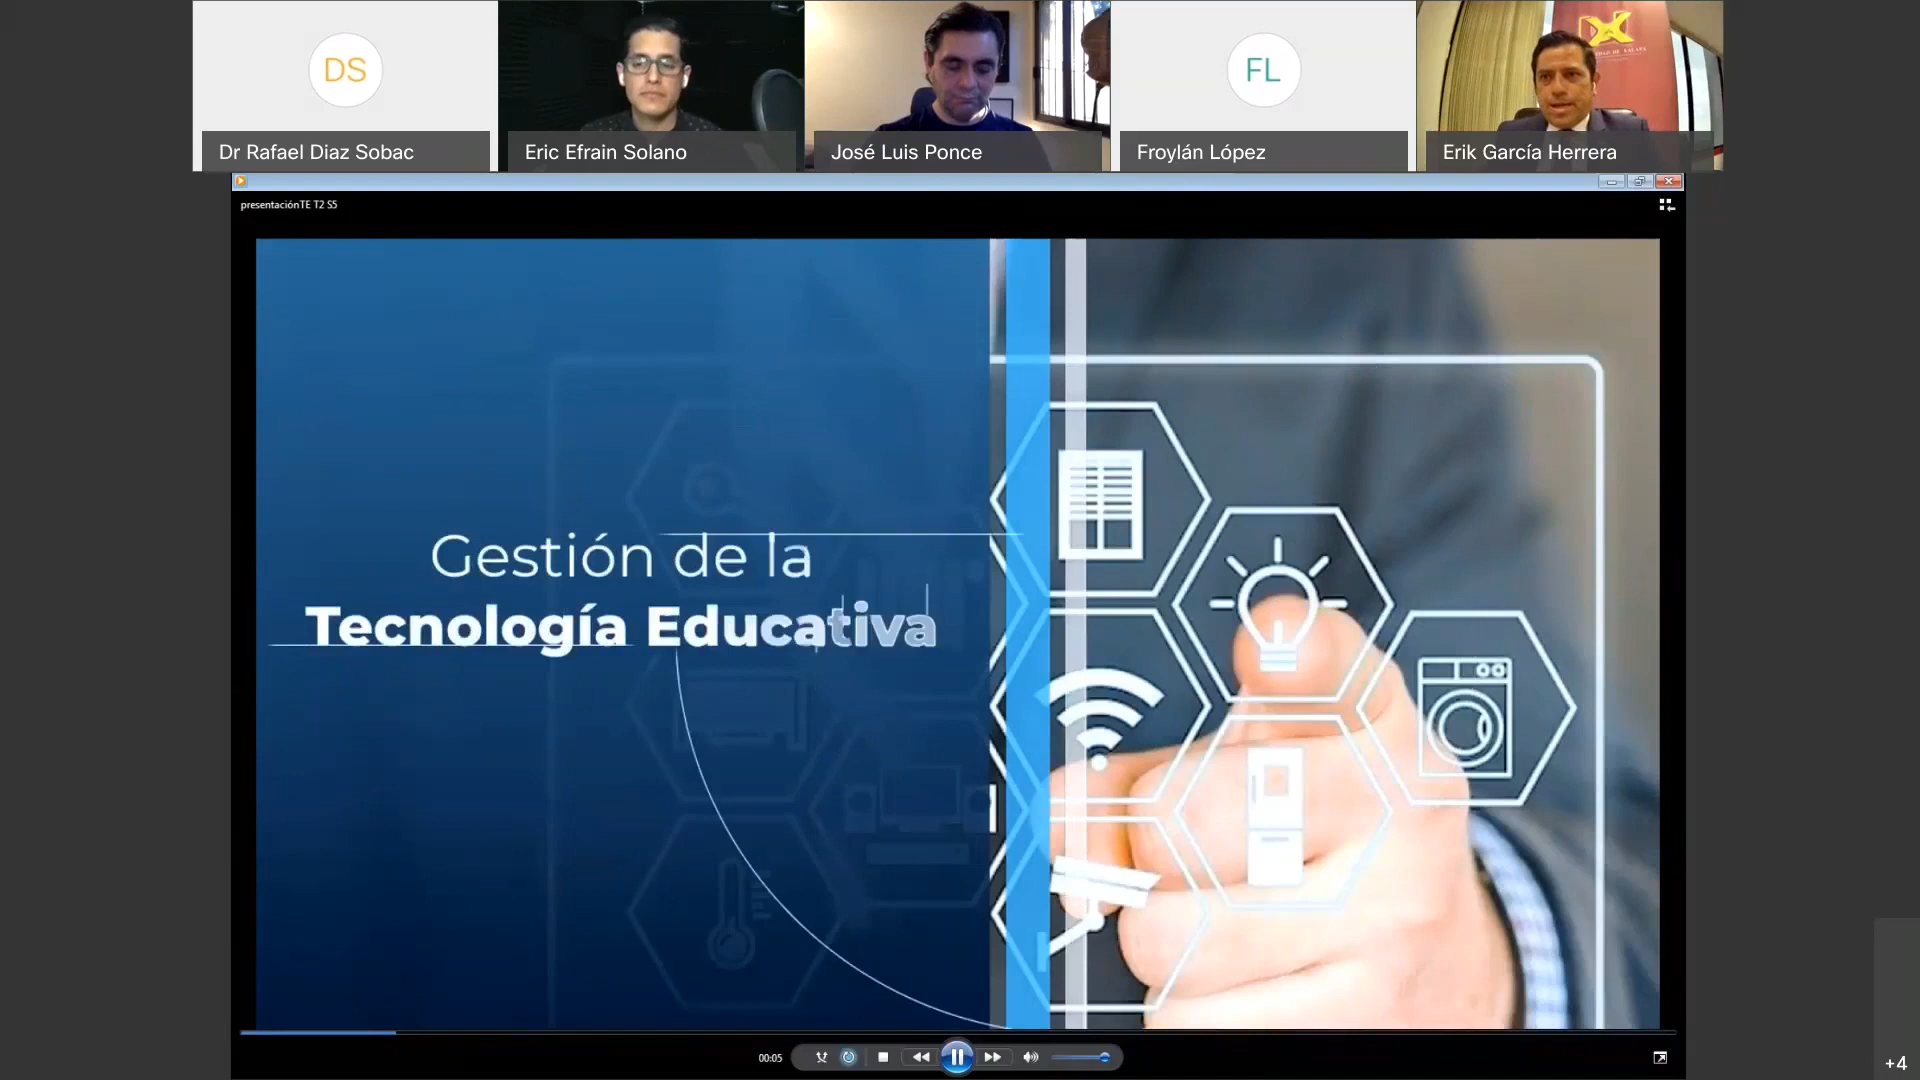 DS
FL
Dr Rafael Diaz Sobac
Eric Efrain Solano
José Luis Ponce
Froylán López
Erik García Herrera
presentaciónTE T2 S5
Gestión de la
Tecnología Educativa
00:05
+4